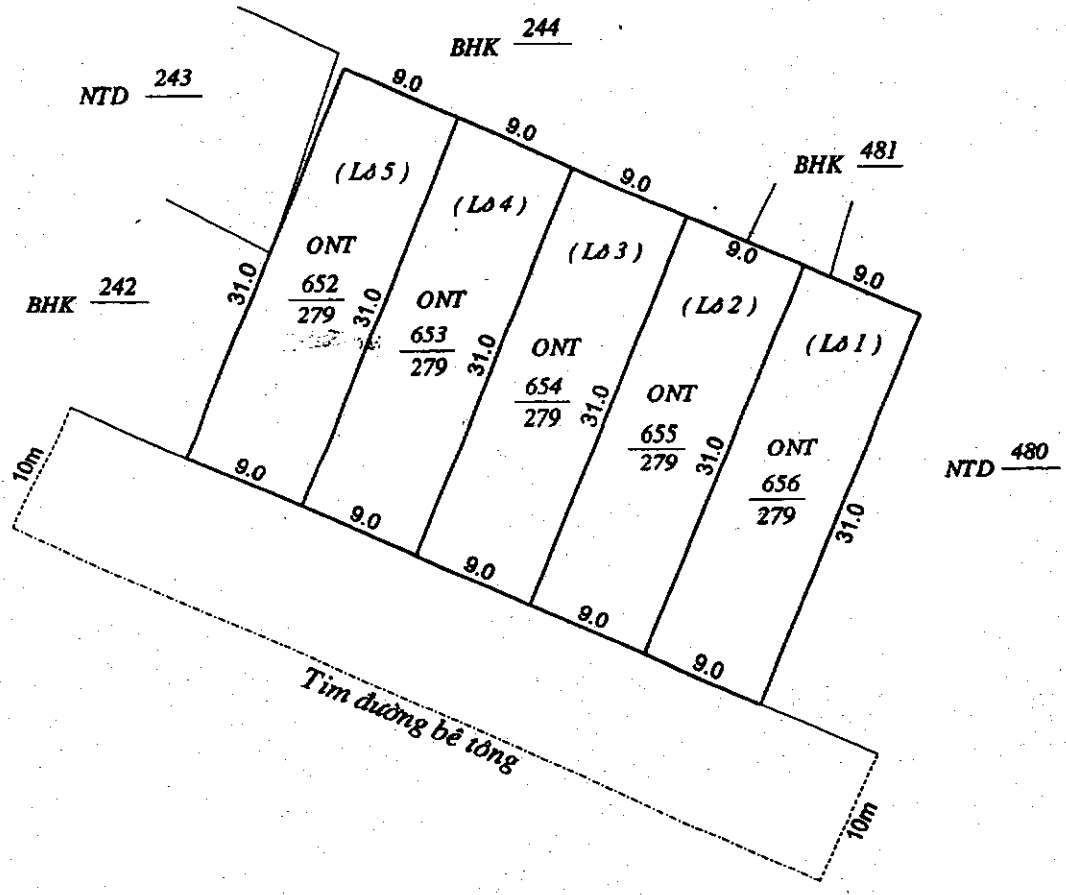 BHK 244
NTD 243
9.0
9.0
9.0
9.0
9.0
BHK 481
(Lô 5)
(Lô 4)
(Lô 3)
(Lô 2)
(Lô 1)
ONT
652
279
ONT
653
279
ONT
654
279
ONT
655
279
ONT
656
279
BHK 242
31.0
31.0
31.0
31.0
31.0
31.0
NTD 480
10m
9.0
9.0
9.0
9.0
9.0
Tim đường bê tông
10m